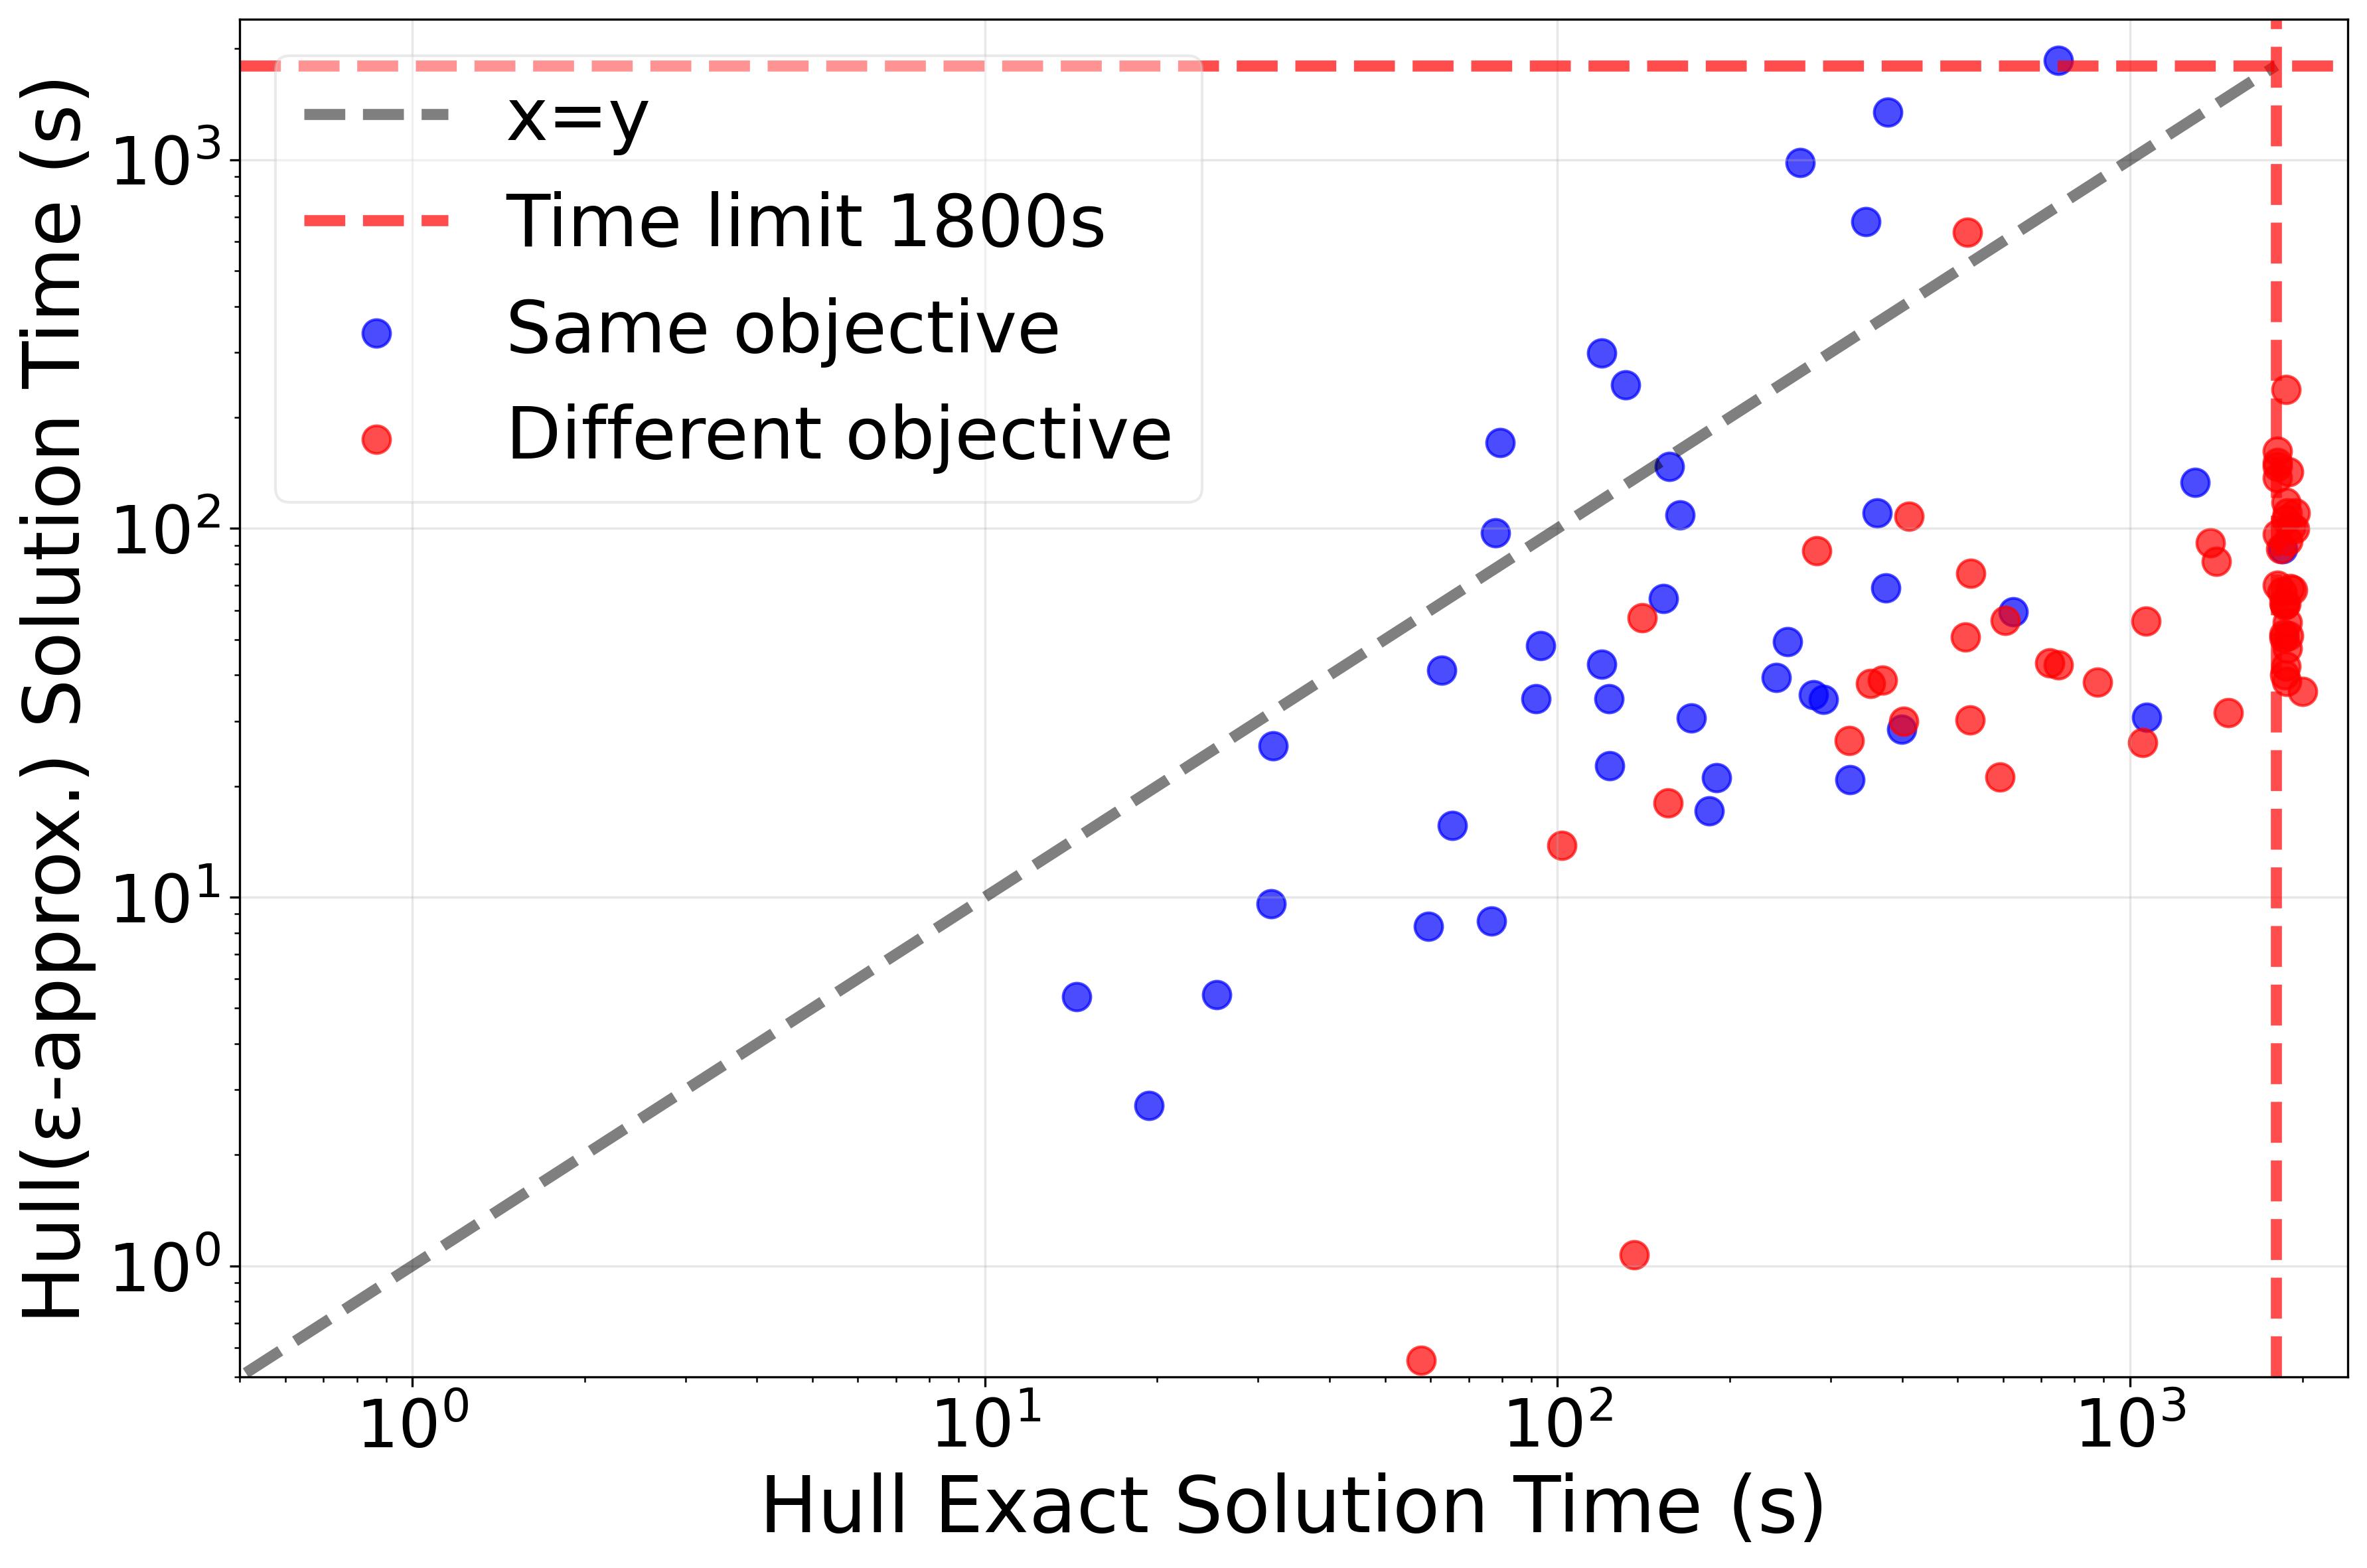 Hull(ε-approx.) Solution Time (s)
10³
10²
10¹
10⁰
x=y
Time limit 1800s
Same objective
Different objective
10⁰ 10¹ 10² 10³
Hull Exact Solution Time (s)